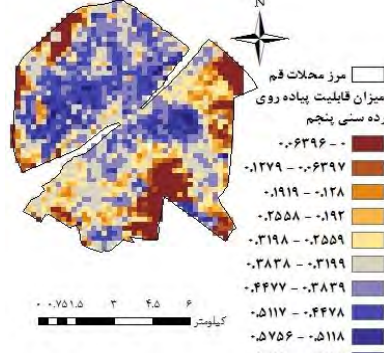 N
مرز محلات قم
میزان قابلیت پیاده روی
رده سنی پنجم
۰.۰۶۳۹۶ - ۰
۰.۱۲۷۹ - ۰.۰۶۳۹۷
۰.۱۹۱۹ - ۰.۱۲۸
۰.۲۵۵۸ - ۰.۱۹۲
۰.۳۱۹۸ - ۰.۲۵۵۹
۰.۳۸۳۸ - ۰.۳۱۹۹
۰.۴۴۷۷ - ۰.۳۸۳۹
۰.۵۱۱۷ - ۰.۴۴۷۸
۰.۵۷۵۶ - ۰.۵۱۱۸
۰ ۰.۷۵ ۱.۵ ۳ ۴.۵ ۶
کیلومتر